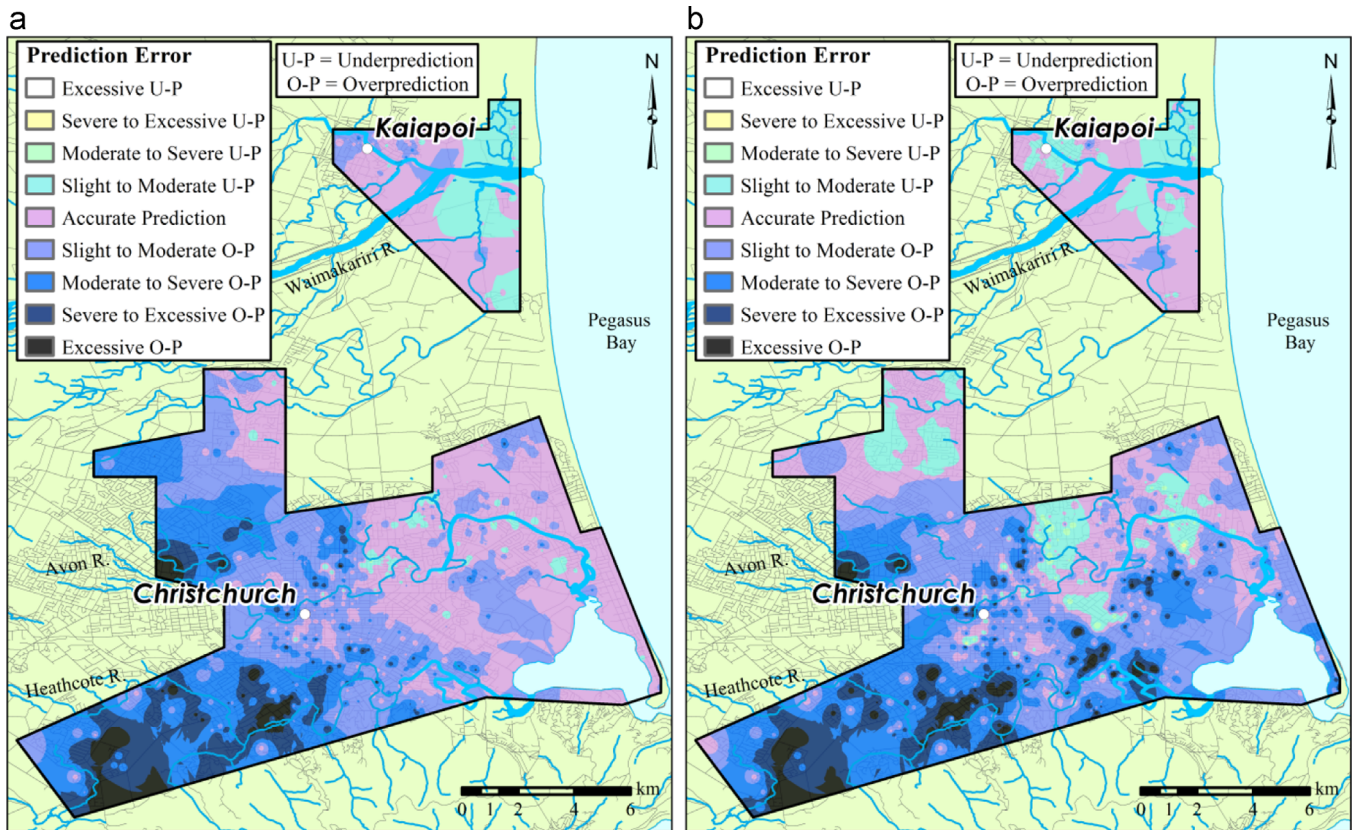 a
Prediction Error
Excessive U-P
Severe to Excessive U-P
Moderate to Severe U-P
Slight to Moderate U-P
Accurate Prediction
Slight to Moderate O-P
Moderate to Severe O-P
Severe to Excessive O-P
Excessive O-P
U-P = Underprediction
O-P = Overprediction
N
Kaiapoi
Waimakariri R.
Pegasus
Bay
Avon R.
Christchurch
Heathcote R.
0 1 2 4 6 km
b
Prediction Error
Excessive U-P
Severe to Excessive U-P
Moderate to Severe U-P
Slight to Moderate U-P
Accurate Prediction
Slight to Moderate O-P
Moderate to Severe O-P
Severe to Excessive O-P
Excessive O-P
U-P = Underprediction
O-P = Overprediction
N
Kaiapoi
Waimakariri R.
Pegasus
Bay
Avon R.
Christchurch
Heathcote R.
0 1 2 4 6 km